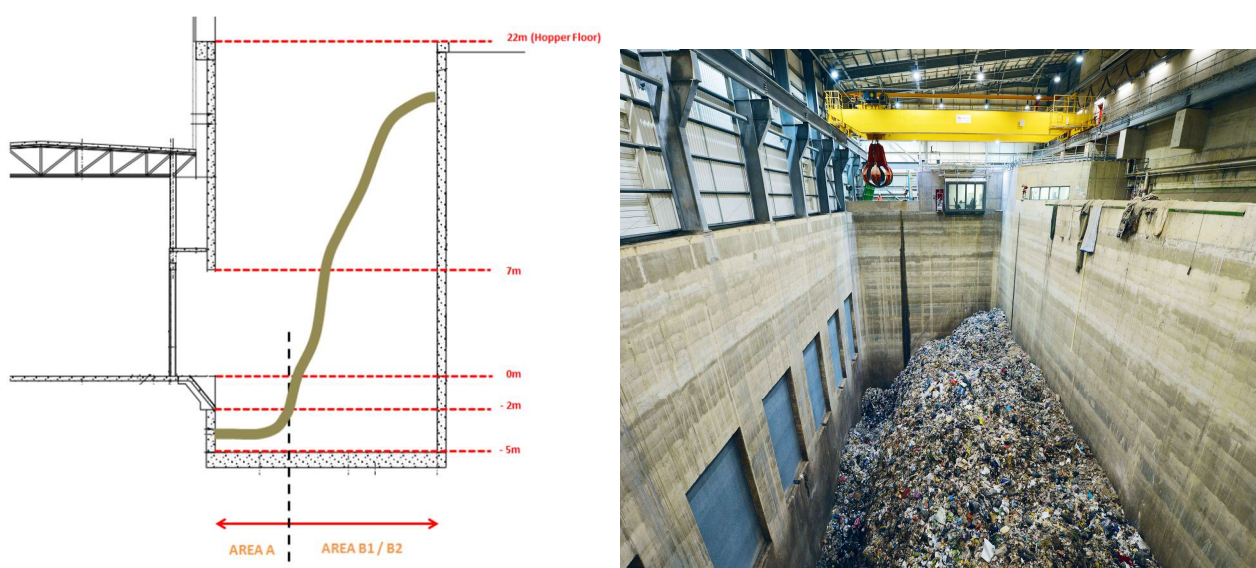 22m (Hopper Floor)
7m
0m
- 2m
- 5m
AREA A
AREA B1 / B2